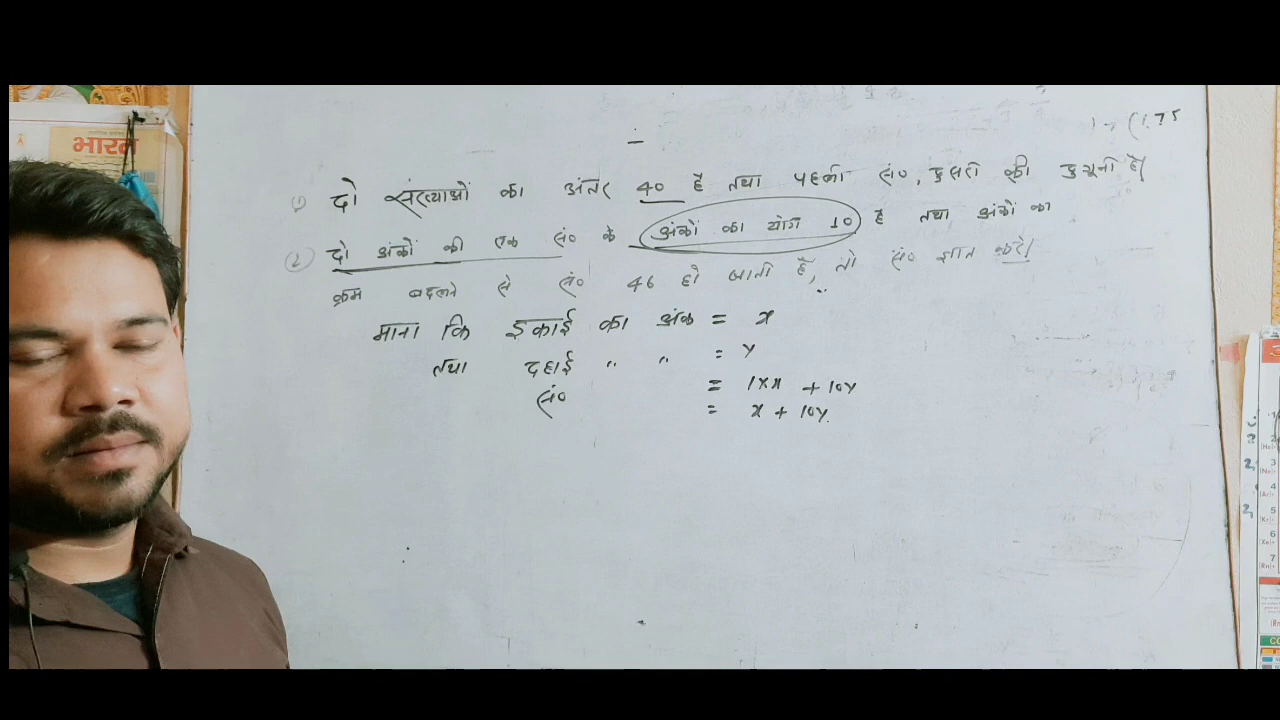 भारत
① दो संख्याओं का अंतर 40 है तथा पहली सं०, दुसरी की दुगूनी है।
② दो अंकों की एक सं० के अंकों का योग 10 है तथा अंकों का
क्रम बदलने से सं० 46 हो जाती है, तो सं० ज्ञात करें।
माना कि इकाई का अंक = x
तथा दहाई " " = y
सं० = 1×x + 10y
= x + 10y.